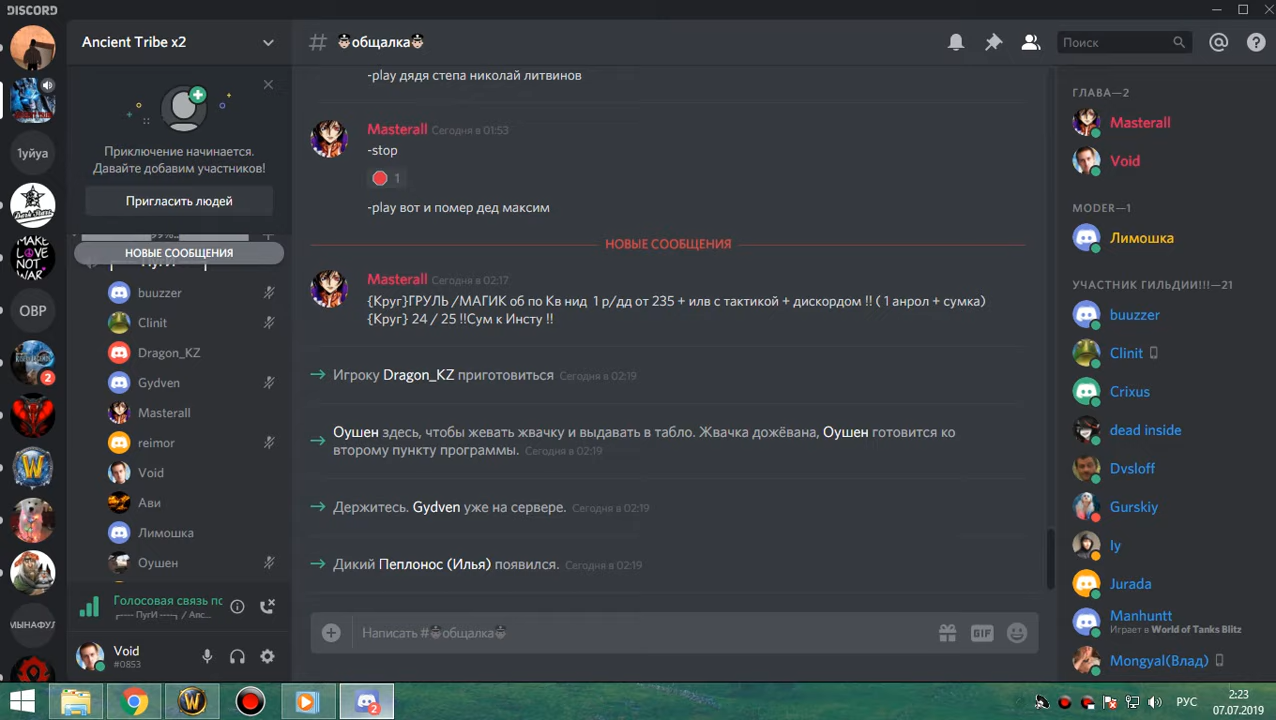 DISCORD
Ancient Tribe x2
Приключение начинается.
Давайте добавим участников!
Пригласить людей
НОВЫЕ СООБЩЕНИЯ
buuzzer
Clinit
Dragon_KZ
Gydven
Masterall
reimor
Void
Ави
Лимошка
Оушен
Голосовая связь по
ПугИ
Void
#0853
1уйуа
MAKE LOVE NOT WAR
ОВР
2
МЫНАФУЛ
общалка
Поиск
-play дядя степа николай литвинов
Masterall Сегодня в 01:53
-stop
1
-play вот и помер дед максим
НОВЫЕ СООБЩЕНИЯ
Masterall Сегодня в 02:17
{Круг}ГРУЛЬ /МАГИК об по Кв нид 1 р/дд от 235 + илв с тактикой + дискордом !! ( 1 анрол + сумка)
{Круг} 24 / 25 !!Сум к Инсту !!
Игроку Dragon_KZ приготовиться Сегодня в 02:19
Оушен здесь, чтобы жевать жвачку и выдавать в табло. Жвачка дожёвана, Оушен готовится ко
второму пункту программы. Сегодня в 02:19
Держитесь. Gydven уже на сервере. Сегодня в 02:19
Дикий Пеплонос (Илья) появился. Сегодня в 02:19
Написать #общалка
GIF
ГЛАВА—2
Masterall
Void
MODER—1
Лимошка
УЧАСТНИК ГИЛЬДИИ!!!—21
buuzzer
Clinit
Crixus
dead inside
Dvsloff
Gurskiy
Iy
Jurada
Manhuntt
Играет в World of Tanks Blitz
Mongyal(Влад)
2
РУС
2:23
07.07.2019